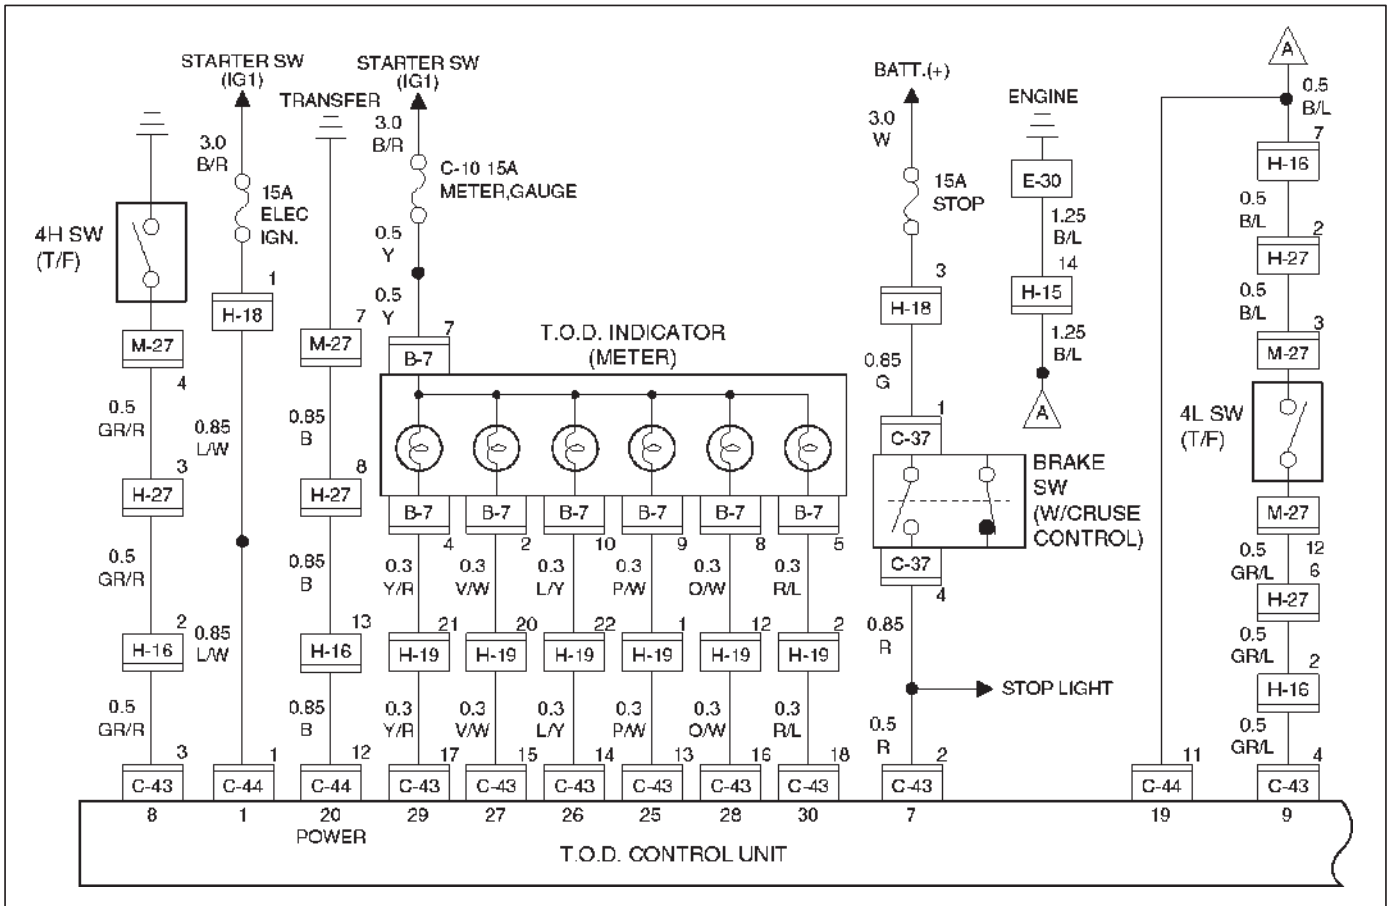 STARTER SW
(IG1)
STARTER SW
(IG1)
TRANSFER
BATT.(+)
ENGINE
A
0.5
B/L
3.0
B/R
3.0
B/R
3.0
W
7
H-16
15A
ELEC
IGN.
C-10 15A
METER,GAUGE
15A
STOP
E-30
4H SW
(T/F)
0.5
Y
1.25
B/L
0.5
B/L
2
H-27
1
H-18
0.5
Y
3
H-18
14
H-15
0.5
B/L
M-27
4
7
M-27
7
B-7
T.O.D. INDICATOR
(METER)
0.85
G
1.25
B/L
A
3
M-27
0.5
GR/R
0.85
L/W
0.85
B
1
C-37
4L SW
(T/F)
3
H-27
8
H-27
BRAKE
SW
(W/CRUSE
CONTROL)
B-7 B-7 B-7 B-7 B-7 B-7
4 2 10 9 8 5
M-27
12
C-37
4
0.5
GR/R
0.85
B
0.3
Y/R
0.3
V/W
0.3
L/Y
0.3
P/W
0.3
O/W
0.3
R/L
0.5
GR/L
6
H-27
2
H-16
0.85
L/W
13
H-16
21 20 22 1 12 2
H-19 H-19 H-19 H-19 H-19 H-19
0.85
R
0.5
GR/L
2
H-16
STOP LIGHT
0.5
GR/R
0.85
B
0.3
Y/R
0.3
V/W
0.3
L/Y
0.3
P/W
0.3
O/W
0.3
R/L
0.5
R
0.5
GR/L
3 1 12 17 15 14 13 16 18 2 11 4
C-43 C-44 C-44 C-43 C-43 C-43 C-43 C-43 C-43 C-43 C-44 C-43
8 1 20 29 27 26 25 28 30 7 19 9
POWER
T.O.D. CONTROL UNIT